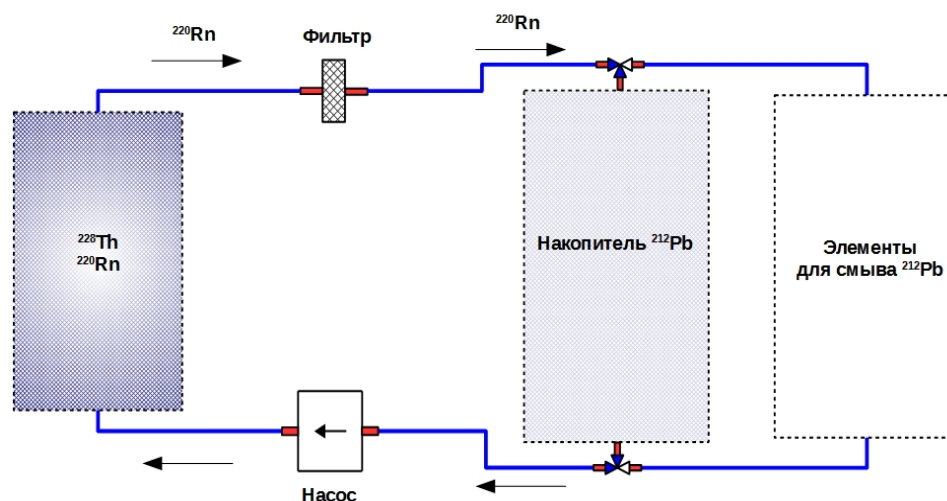 ²²⁰Rn
Фильтр
²²⁰Rn
²²⁸Th
²²⁰Rn
Накопитель ²¹²Pb
Элементы
для смыва ²¹²Pb
Насос